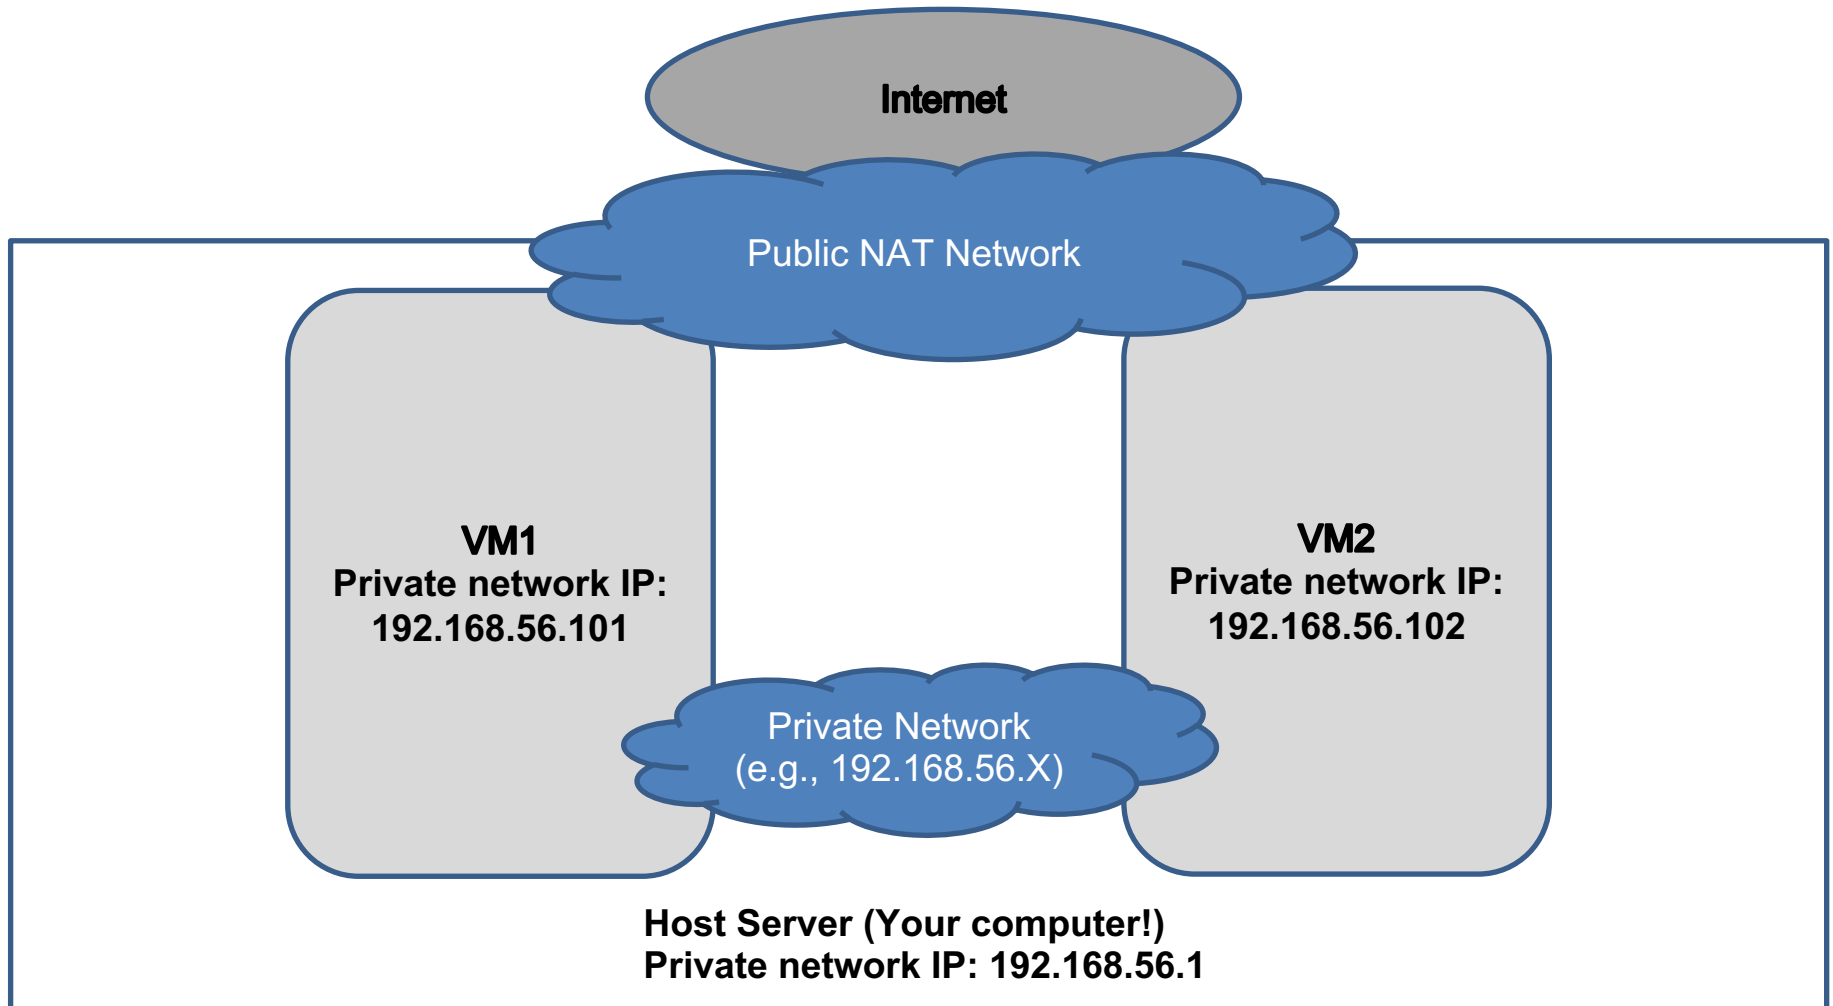 Internet
Public NAT Network
VM1
Private network IP:
192.168.56.101
VM2
Private network IP:
192.168.56.102
Private Network
(e.g., 192.168.56.X)
Host Server (Your computer!)
Private network IP: 192.168.56.1